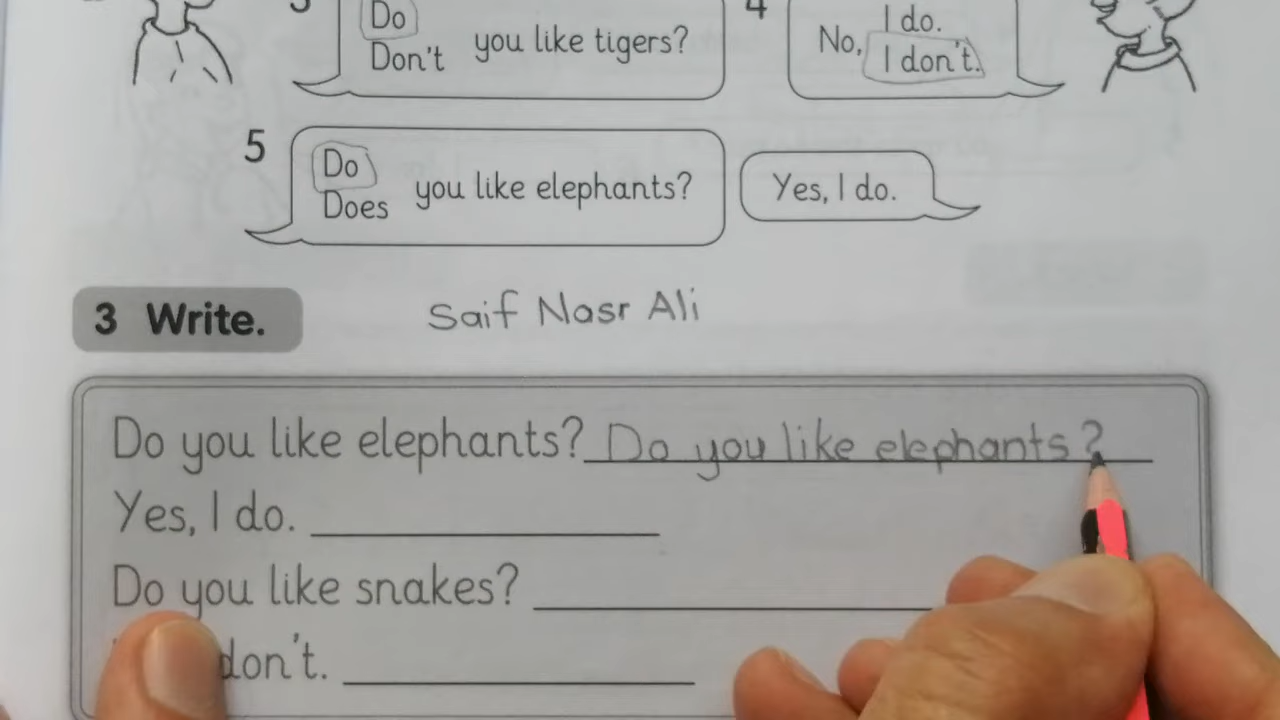 Do
Don't
you like tigers?
4
No,
I do.
I don't.
5
Do
Does
you like elephants?
Yes, I do.
3 Write.
Saif Nasr Ali
Do you like elephants? Do you like elephants?
Yes, I do.
Do you like snakes?
don't.